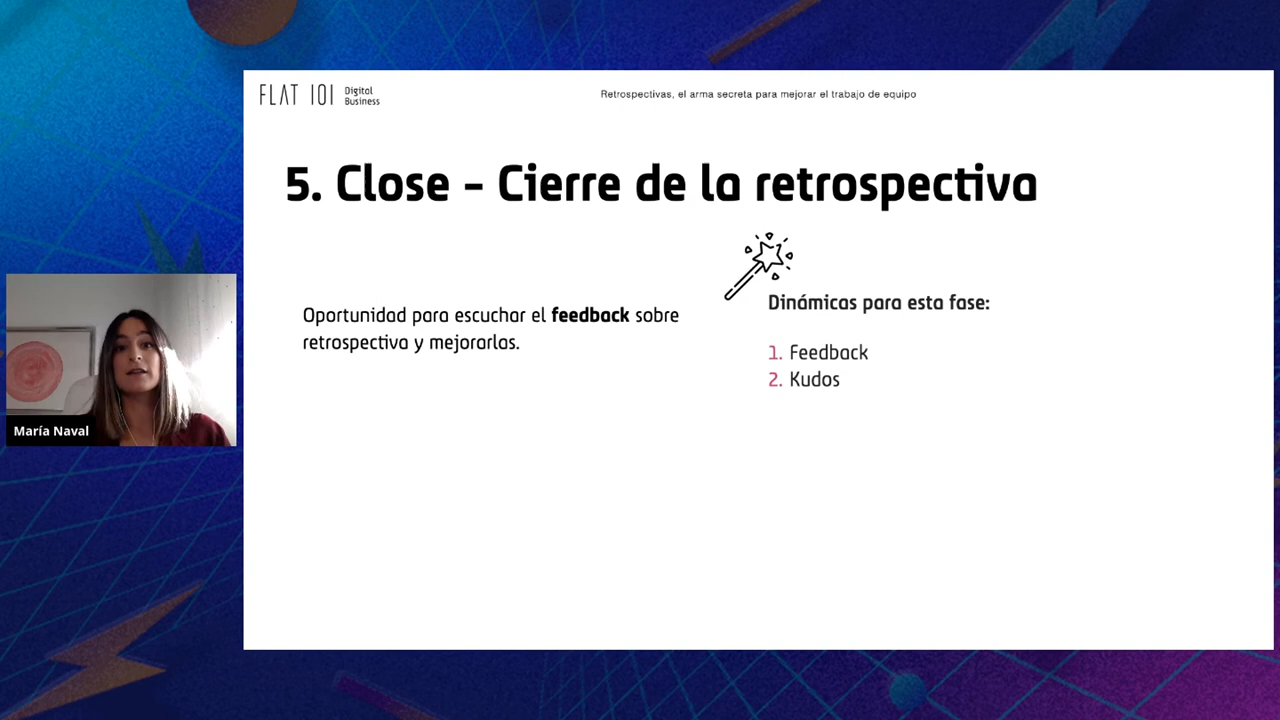 FLAT 101 Digital Business
Retrospectivas, el arma secreta para mejorar el trabajo de equipo
5. Close - Cierre de la retrospectiva
Oportunidad para escuchar el feedback sobre
retrospectiva y mejorarlas.
Dinámicas para esta fase:
1. Feedback
2. Kudos
María Naval